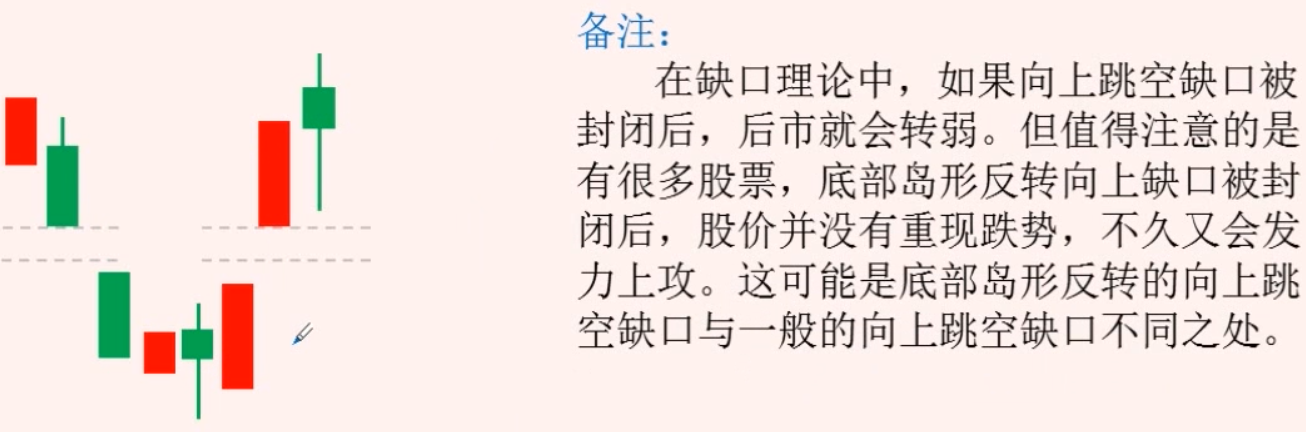 备注：
在缺口理论中，如果向上跳空缺口被
封闭后，后市就会转弱。但值得注意的是
有很多股票，底部岛形反转向上缺口被封
闭后，股价并没有重现跌势，不久又会发
力上攻。这可能是底部岛形反转的向上跳
空缺口与一般的向上跳空缺口不同之处。